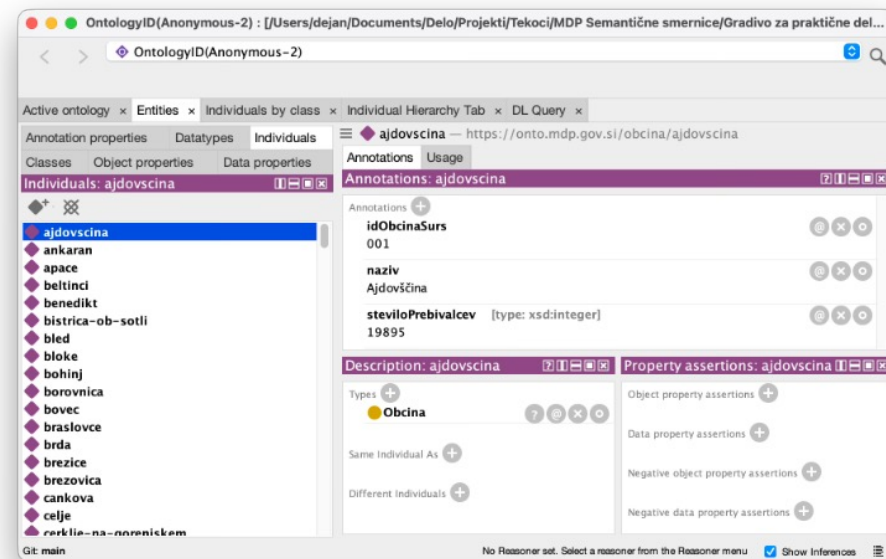 OntologyID(Anonymous-2) : [/Users/dejan/Documents/Delo/Projekti/Tekoci/MDP Semantične smernice/Gradivo za praktične del...
OntologyID(Anonymous-2)
Active ontology × Entities × Individuals by class × Individual Hierarchy Tab × DL Query ×
Annotation properties Datatypes Individuals
Classes Object properties Data properties
Individuals: ajdovscina
ajdovscina
ankaran
apace
beltinci
benedikt
bistrica-ob-sotli
bled
bloke
bohinj
borovnica
bovec
braslovce
brda
brezice
brezovica
cankova
celje
cerklje-na-gorenjskem
ajdovscina — https://onto.mdp.gov.si/obcina/ajdovscina
Annotations Usage
Annotations: ajdovscina
Annotations
idObcinaSurs
001
naziv
Ajdovščina
steviloPrebivalcev [type: xsd:integer]
19895
Description: ajdovscina
Types
Obcina
Same Individual As
Different Individuals
Property assertions: ajdovscina
Object property assertions
Data property assertions
Negative object property assertions
Negative data property assertions
Git: main
No Reasoner set. Select a reasoner from the Reasoner menu Show Inferences